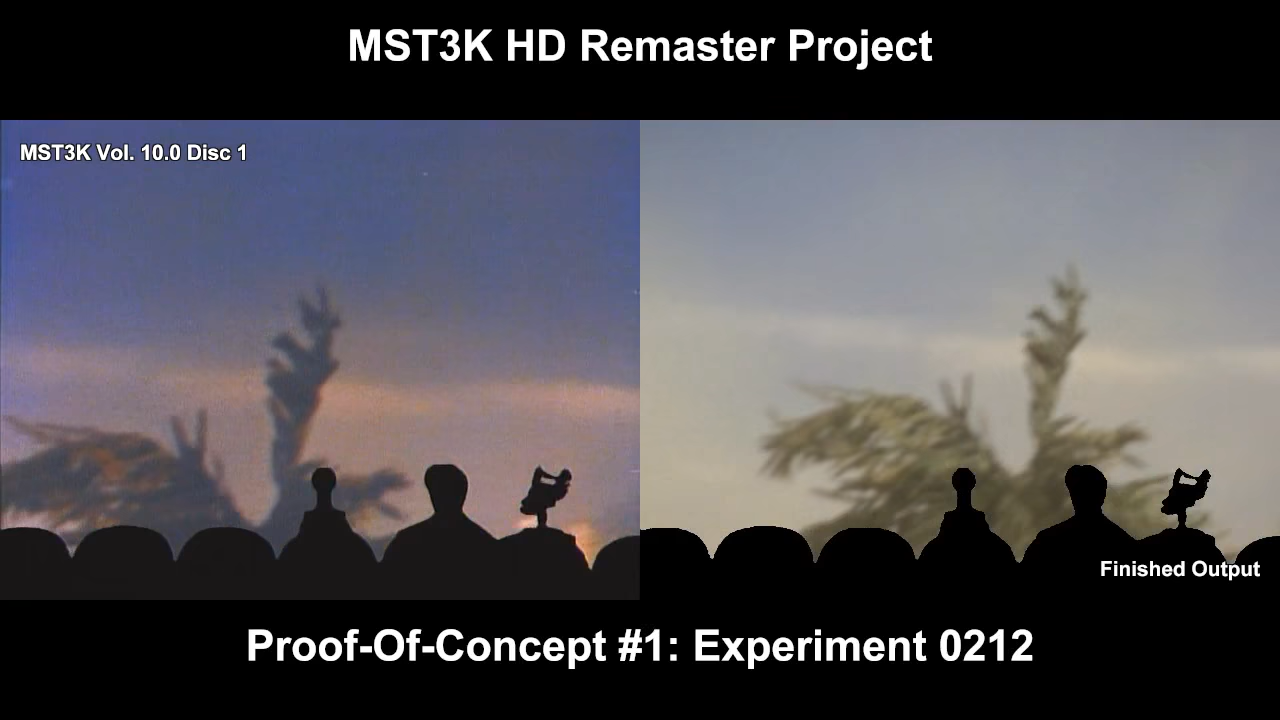 MST3K HD Remaster Project
MST3K Vol. 10.0 Disc 1
Finished Output
Proof-Of-Concept #1: Experiment 0212